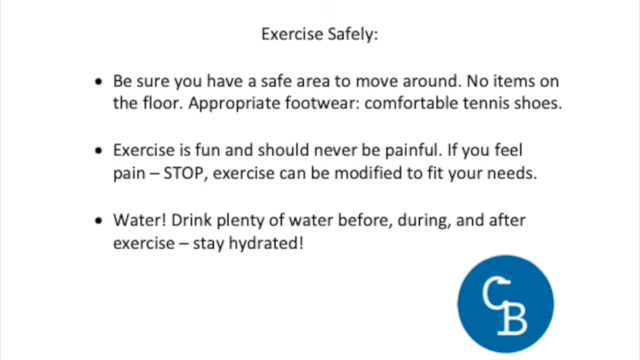 Exercise Safely:
• Be sure you have a safe area to move around. No items on
the floor. Appropriate footwear: comfortable tennis shoes.
• Exercise is fun and should never be painful. If you feel
pain – STOP, exercise can be modified to fit your needs.
• Water! Drink plenty of water before, during, and after
exercise – stay hydrated!
CB